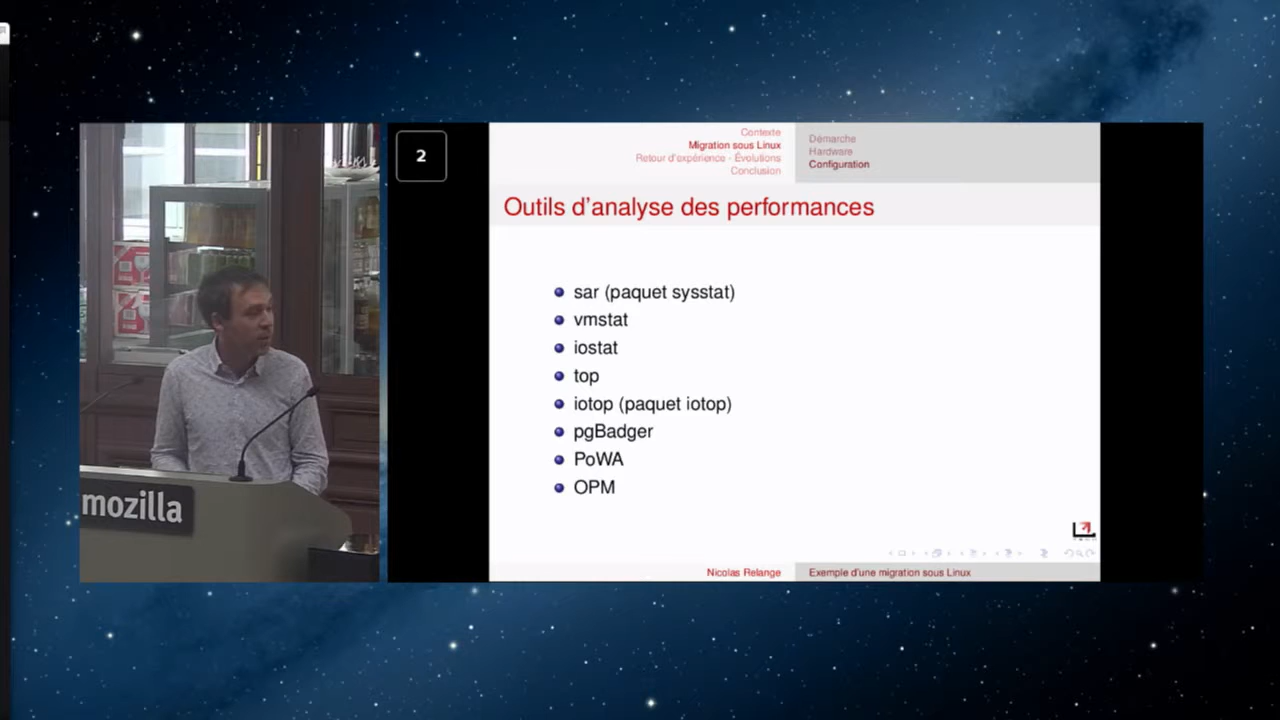 2
Contexte
Migration sous Linux
Retour d'expérience - Évolutions
Conclusion
Démarche
Hardware
Configuration
Outils d'analyse des performances
sar (paquet sysstat)
vmstat
iostat
top
iotop (paquet iotop)
pgBadger
PoWA
OPM
Nicolas Relange
Exemple d'une migration sous Linux
mozilla